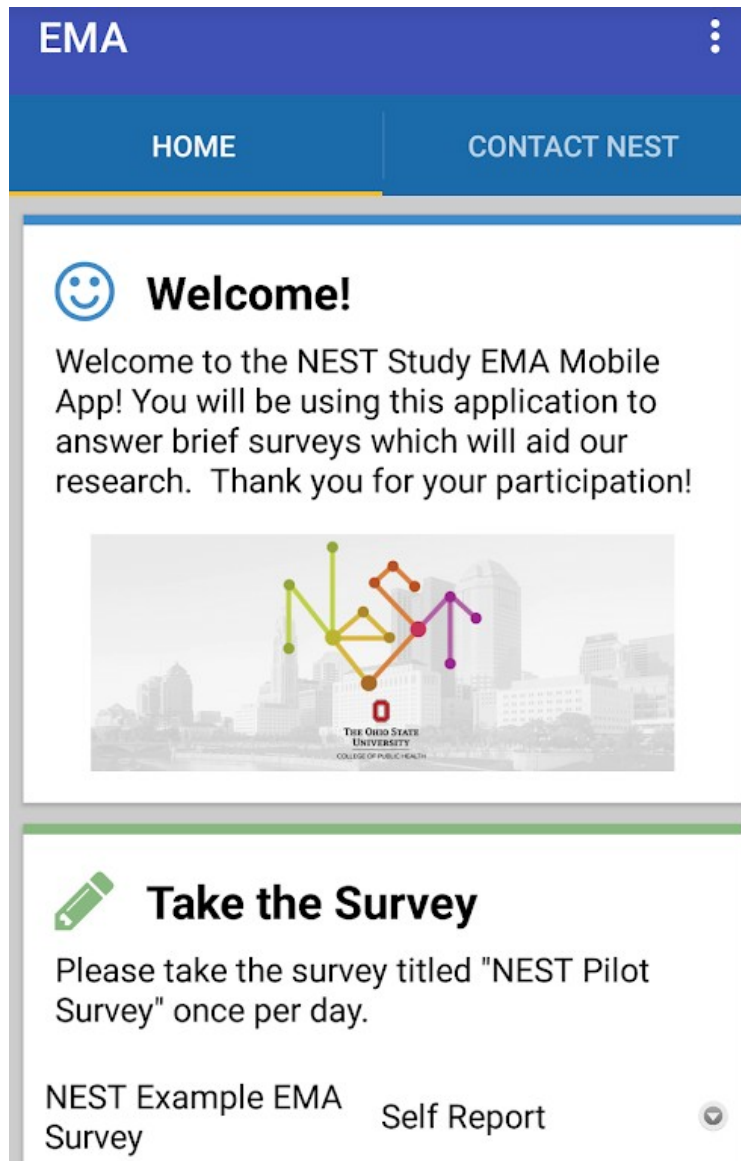 EMA
HOME
CONTACT NEST
Welcome!
Welcome to the NEST Study EMA Mobile
App! You will be using this application to
answer brief surveys which will aid our
research.  Thank you for your participation!
NEST
THE OHIO STATE
UNIVERSITY
COLLEGE OF PUBLIC HEALTH
Take the Survey
Please take the survey titled "NEST Pilot
Survey" once per day.
NEST Example EMA
Survey
Self Report